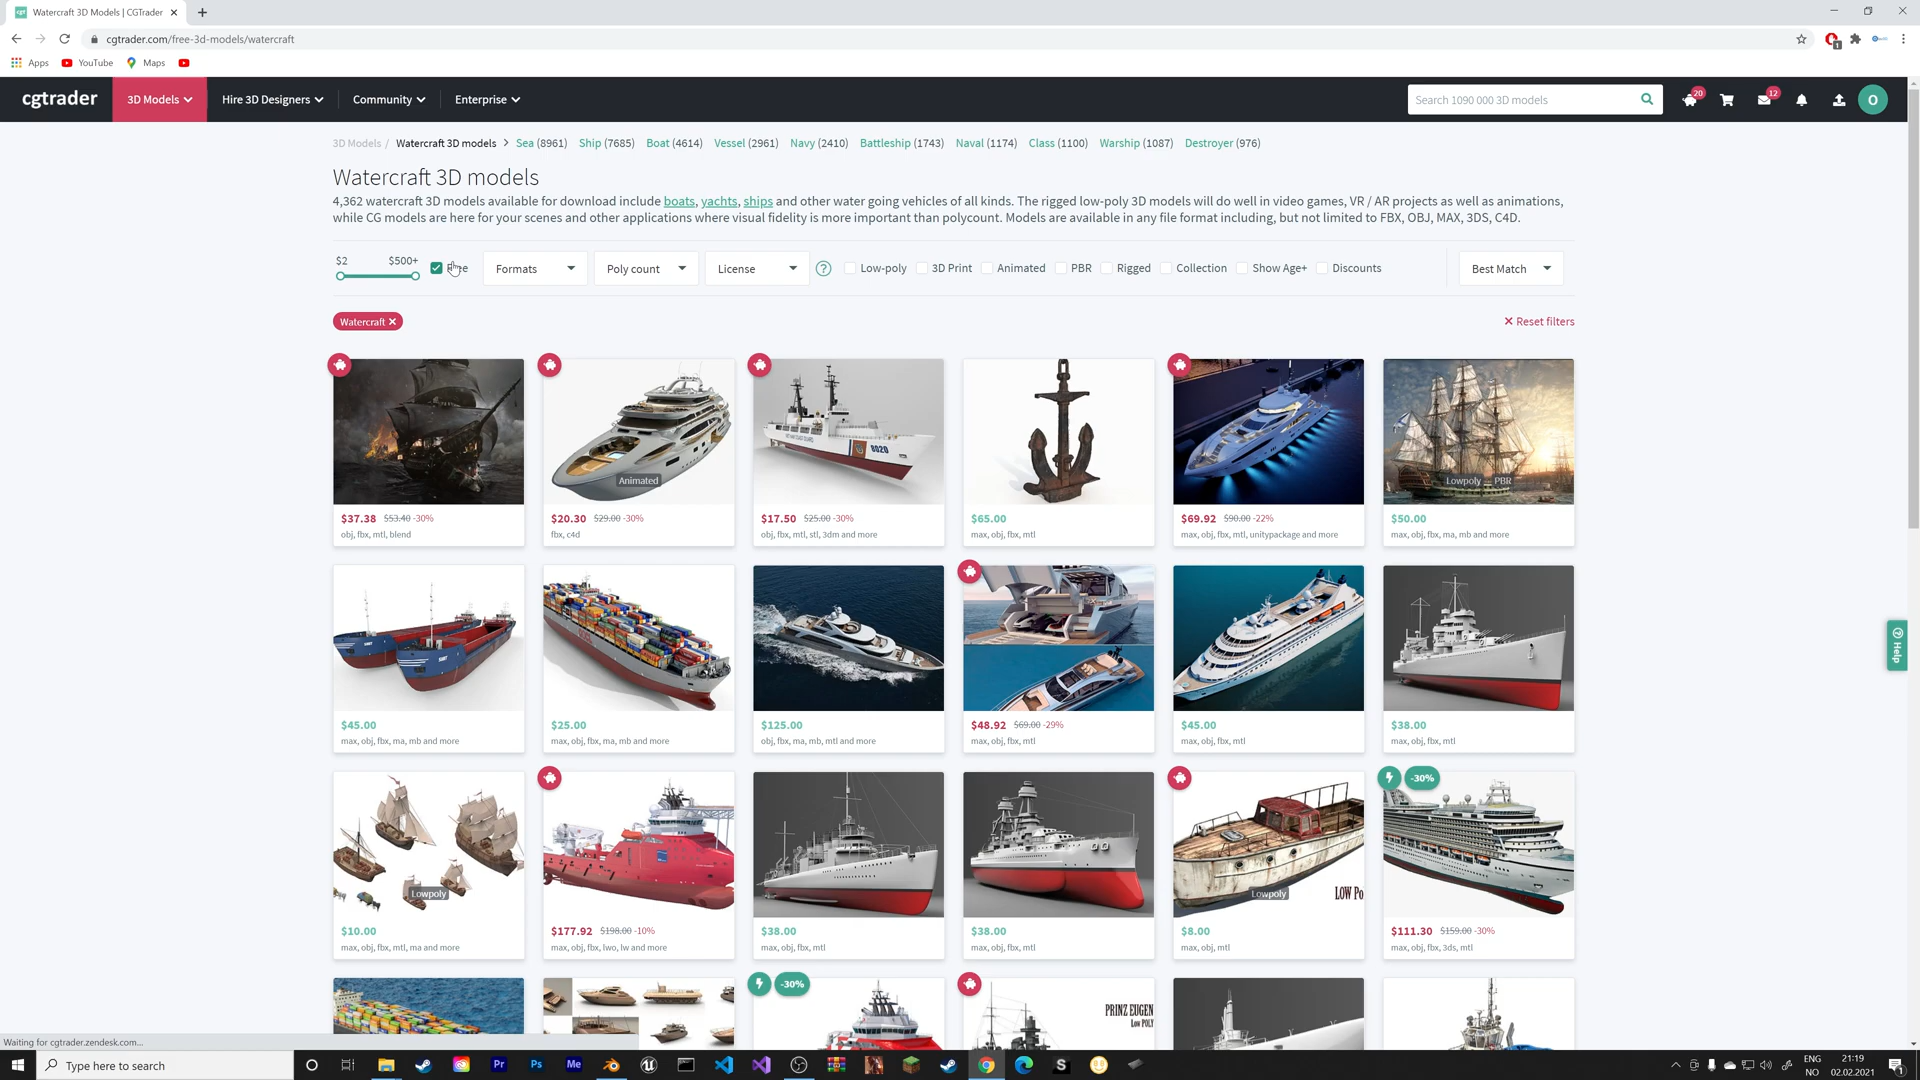 Watercraft 3D Models | CGTrader
cgtrader.com/free-3d-models/watercraft
Apps YouTube Maps
cgtrader 3D Models Hire 3D Designers Community Enterprise Search 1090 000 3D models 20 12 O
3D Models / Watercraft 3D models > Sea (8961) Ship (7685) Boat (4614) Vessel (2961) Navy (2410) Battleship (1743) Naval (1174) Class (1100) Warship (1087) Destroyer (976)
Watercraft 3D models
4,362 watercraft 3D models available for download include boats, yachts, ships and other water going vehicles of all kinds. The rigged low-poly 3D models will do well in video games, VR / AR projects as well as animations,
while CG models are here for your scenes and other applications where visual fidelity is more important than polycount. Models are available in any file format including, but not limited to FBX, OBJ, MAX, 3DS, C4D.
$2 $500+
Formats Poly count License ? Low-poly 3D Print Animated PBR Rigged Collection Show Age+ Discounts Best Match
Watercraft ✕ ✕ Reset filters
8020
Animated Lowpoly PBR
$37.38 $53.40 -30% $20.30 $29.00 -30% $17.50 $25.00 -30% $65.00 $69.92 $90.00 -22% $50.00
obj, fbx, mtl, blend fbx, c4d obj, fbx, mtl, stl, 3dm and more max, obj, fbx, mtl max, obj, fbx, mtl, unitypackage and more max, obj, fbx, ma, mb and more
Help
$45.00 $25.00 $125.00 $48.92 $69.00 -29% $45.00 $38.00
max, obj, fbx, ma, mb and more max, obj, fbx, ma, mb and more obj, fbx, ma, mb, mtl and more max, obj, fbx, mtl max, obj, fbx, mtl max, obj, fbx, mtl
-30%
Lowpoly Lowpoly LOW Po
$10.00 $177.92 $198.00 -10% $38.00 $38.00 $8.00 $111.30 $159.00 -30%
max, obj, fbx, mtl, ma and more max, obj, fbx, lwo, lw and more max, obj, fbx, mtl max, obj, fbx, mtl max, obj, mtl max, obj, fbx, 3ds, mtl
-30%
PRINZ EUGEN
Low POLY
Waiting for cgtrader.zendesk.com...
Type here to search
Pr Ps Me S
ENG
NO
21:19
02.02.2021
1